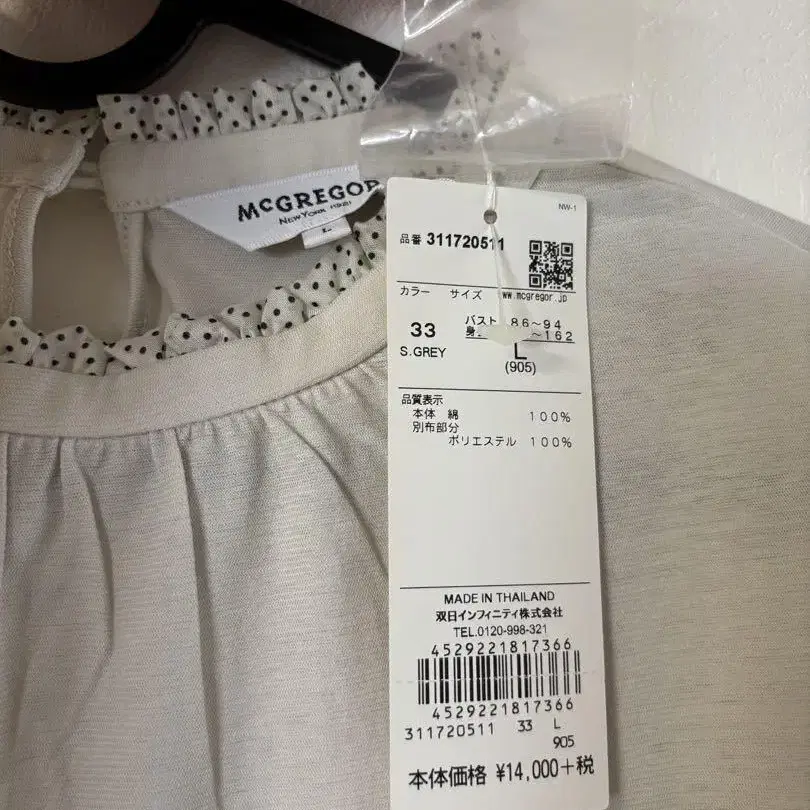 McGREGOR
NEW YORK
L
NW-1
品番 311720511
カラー サイズ www.mcgregor.jp
33 バスト 86～94
S.GREY 身 ～162
L
(905)
品質表示
本体 綿 100%
別布部分
ポリエステル 100%
MADE IN THAILAND
双日インフィニティ株式会社
TEL.0120-998-321
4529221817366
4529221817366
311720511 33 L
905
本体価格 ¥14,000+税